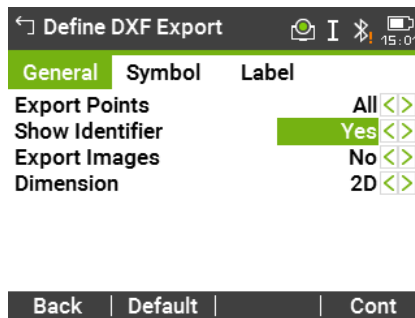 Define DXF Export I 15:01
General Symbol Label
Export Points All
Show Identifier Yes
Export Images No
Dimension 2D
Back Default Cont